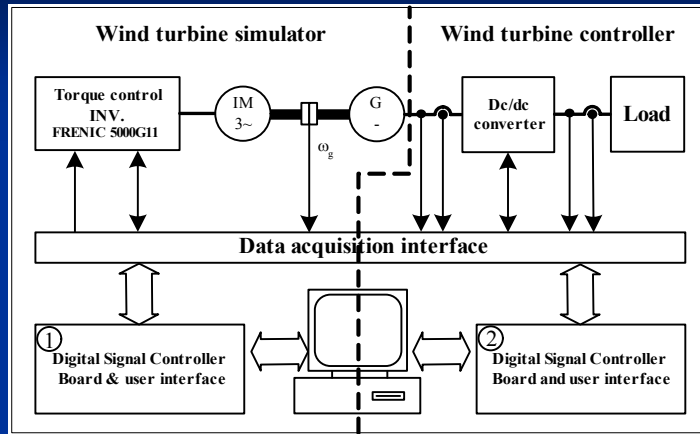 Wind turbine simulator
Wind turbine controller
Torque control
INV.
FRENIC 5000G11
IM
3~
G
-
ω_g
Dc/dc
converter
Load
Data acquisition interface
1
Digital Signal Controller
Board & user interface
2
Digital Signal Controller
Board and user interface